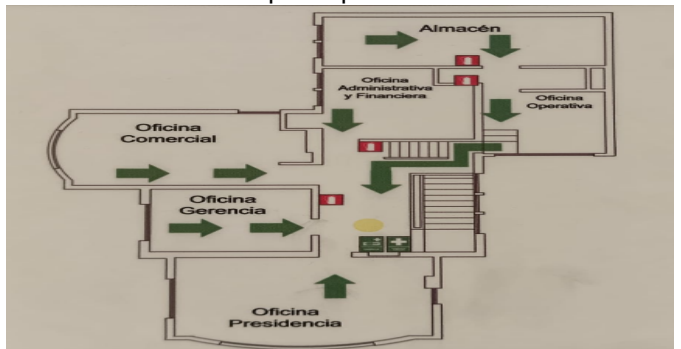 Almacén
Oficina
Administrativa
y Financiera
Oficina
Operativa
Oficina
Comercial
Oficina
Gerencia
Oficina
Presidencia